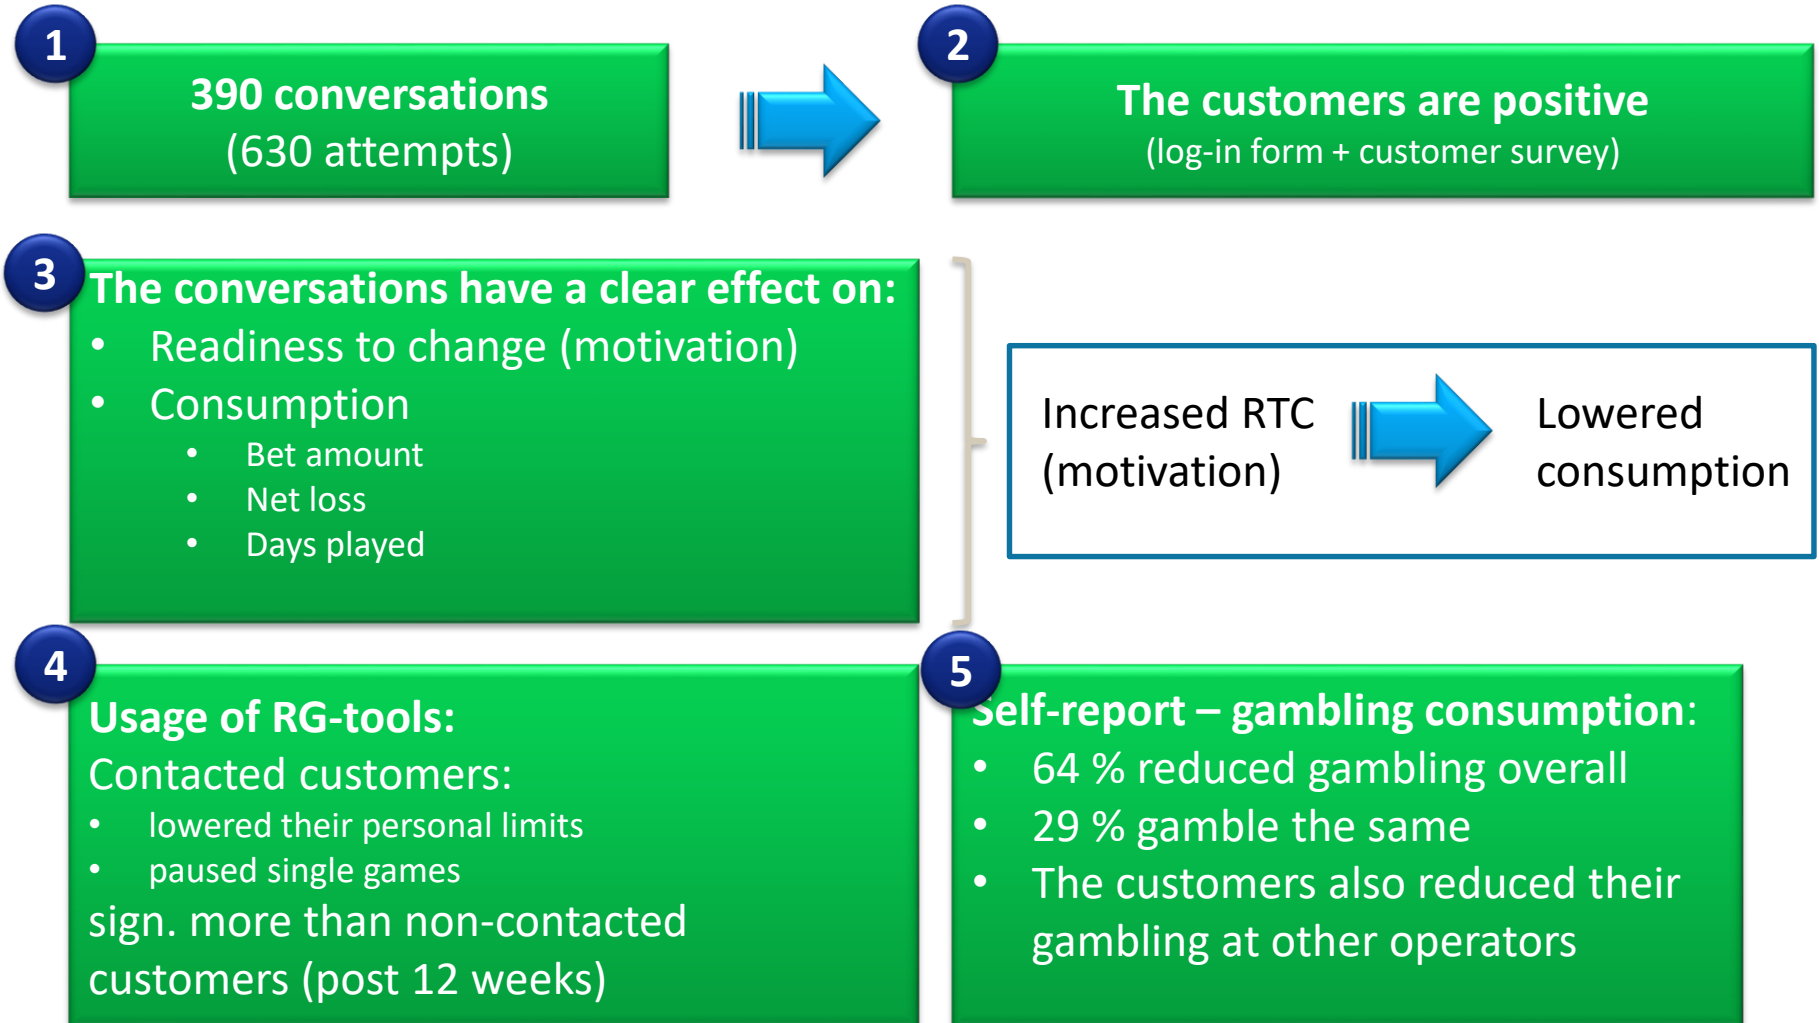 1
390 conversations
(630 attempts)
2
The customers are positive
(log-in form + customer survey)
3
The conversations have a clear effect on:
• Readiness to change (motivation)
• Consumption
• Bet amount
• Net loss
• Days played
Increased RTC
(motivation)
Lowered
consumption
4
Usage of RG-tools:
Contacted customers:
• lowered their personal limits
• paused single games
sign. more than non-contacted
customers (post 12 weeks)
5
Self-report – gambling consumption:
• 64 % reduced gambling overall
• 29 % gamble the same
• The customers also reduced their
gambling at other operators